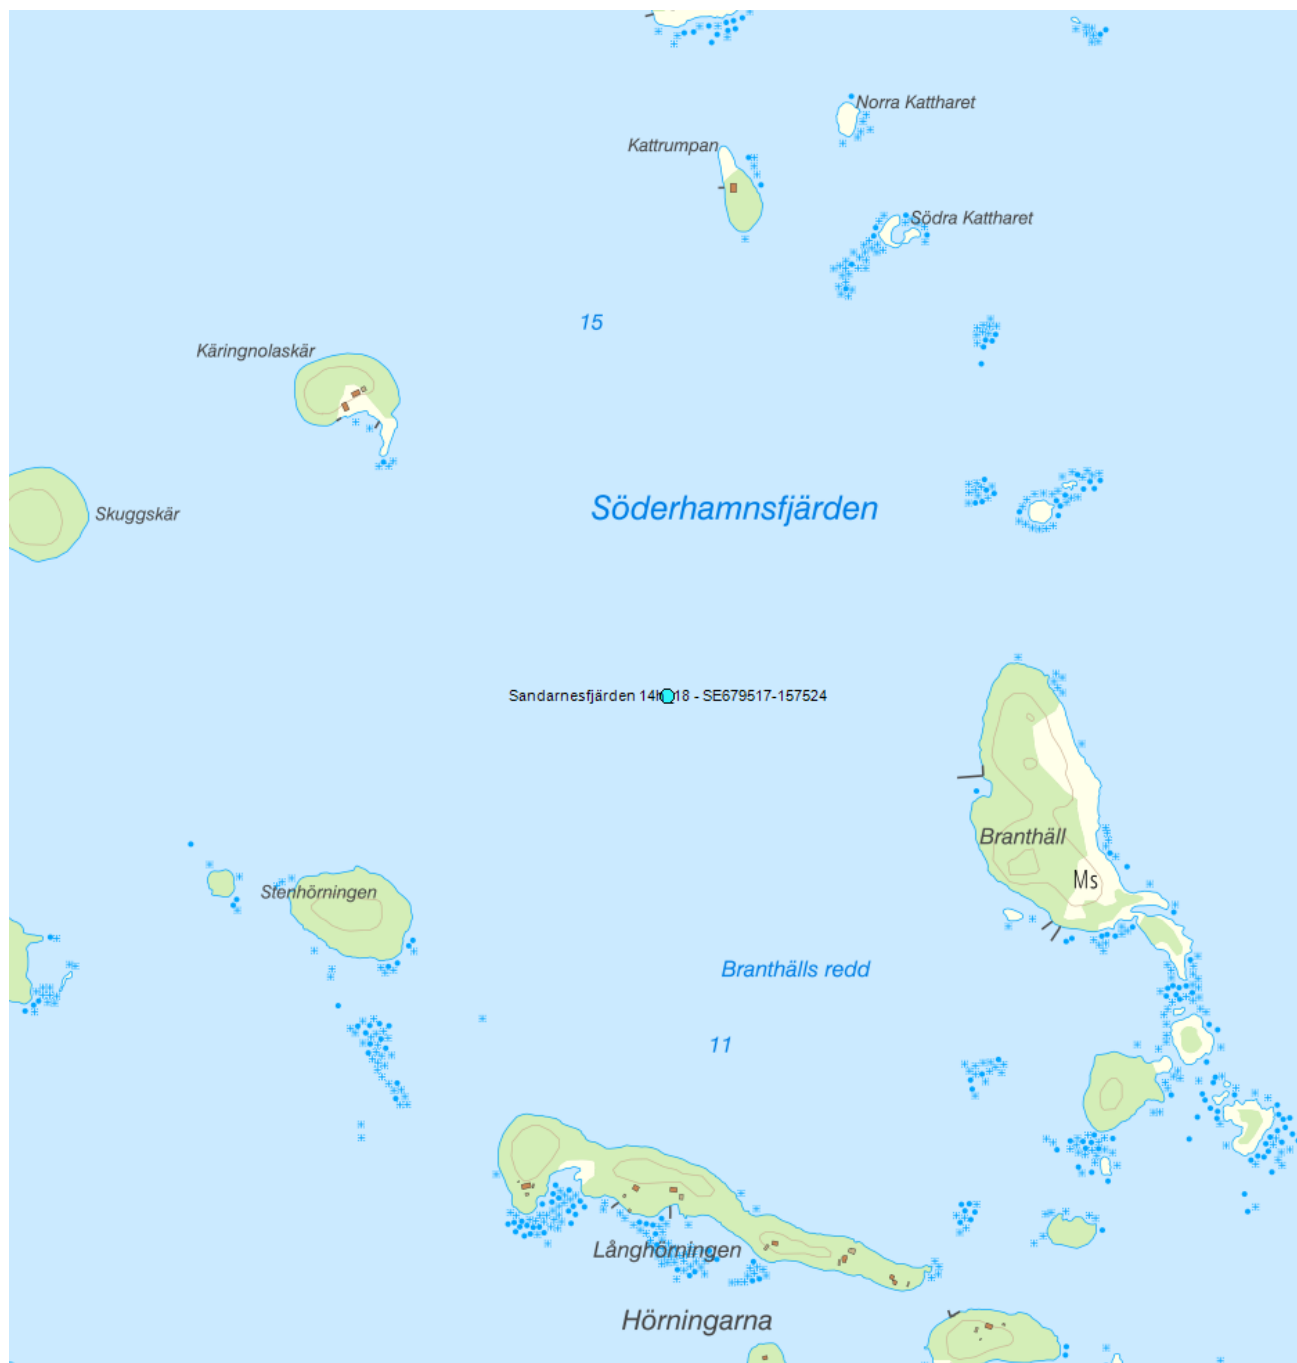 Norra Kattharet
Kattrumpan
Södra Kattharet
15
Käringnolaskär
Söderhamnsfjärden
Skuggskär
Sandarnesfjärden 14h 18 - SE679517-157524
Branthäll
Ms
Stenhörningen
Branthälls redd
11
Långhörningen
Hörningarna